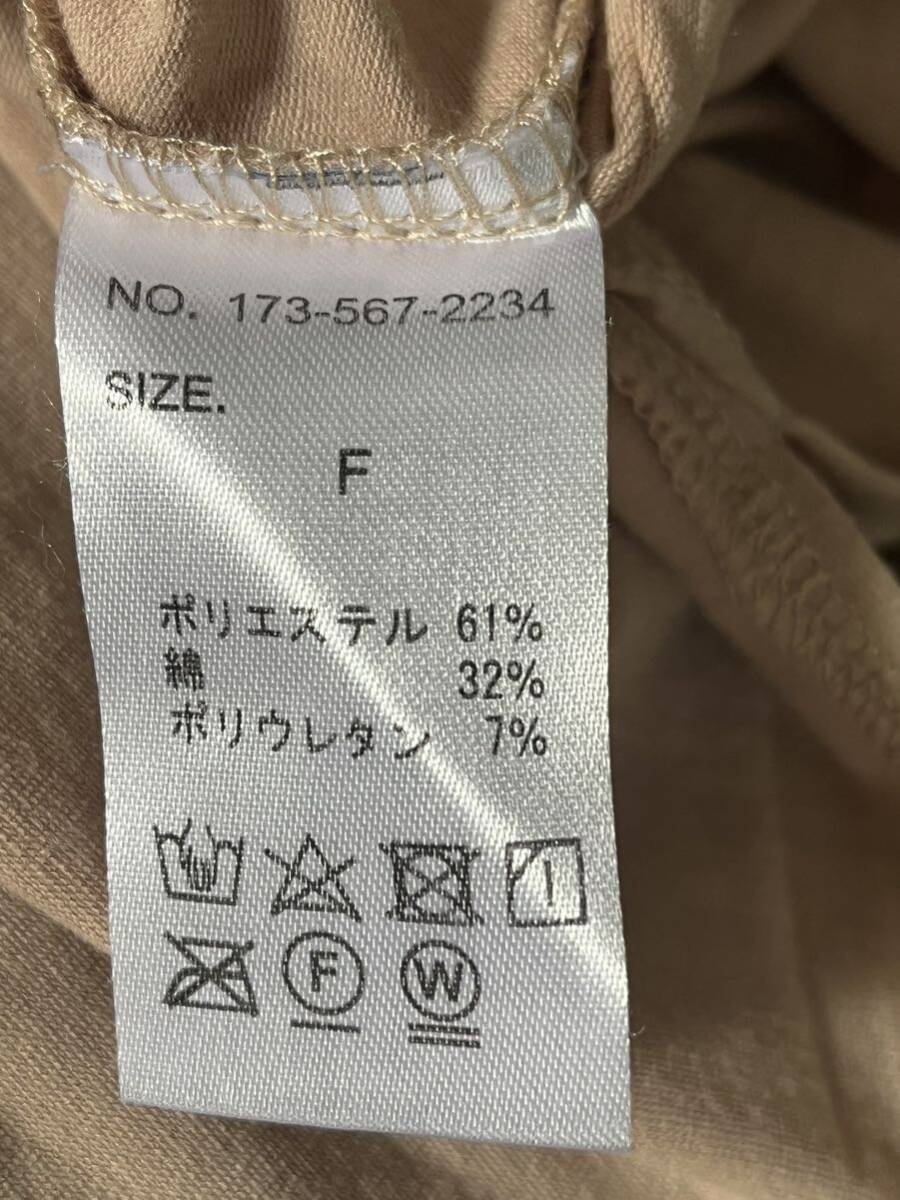 NO. 173-567-2234
SIZE.
F
ポリエステル 61%
綿 32%
ポリウレタン 7%
F W